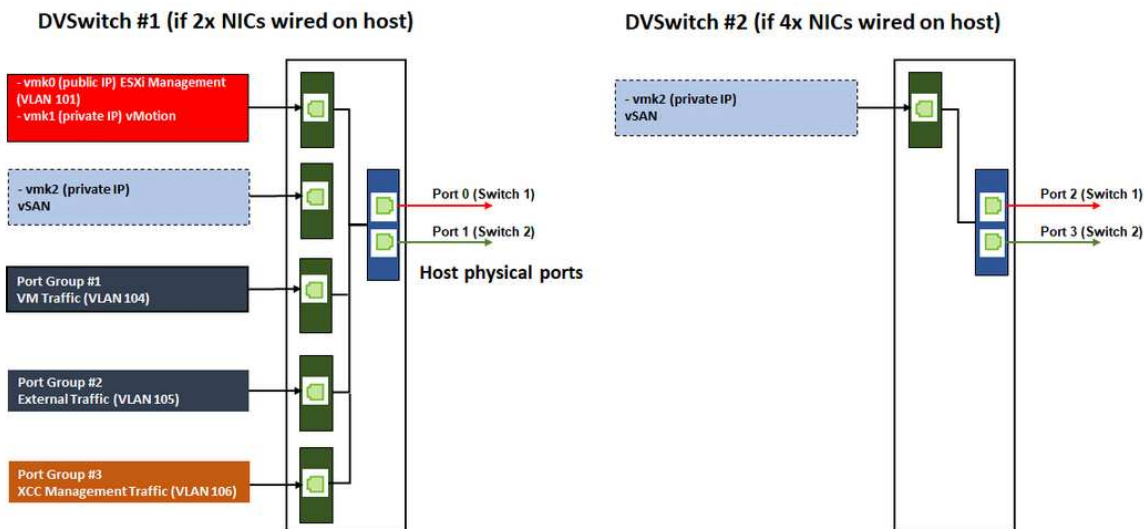 DVSwitch #1 (if 2x NICs wired on host)
- vmk0 (public IP) ESXi Management
(VLAN 101)
- vmk1 (private IP) vMotion
- vmk2 (private IP)
vSAN
Port Group #1
VM Traffic (VLAN 104)
Port Group #2
External Traffic (VLAN 105)
Port Group #3
XCC Management Traffic (VLAN 106)
Port 0 (Switch 1)
Port 1 (Switch 2)
Host physical ports
DVSwitch #2 (if 4x NICs wired on host)
- vmk2 (private IP)
vSAN
Port 2 (Switch 1)
Port 3 (Switch 2)